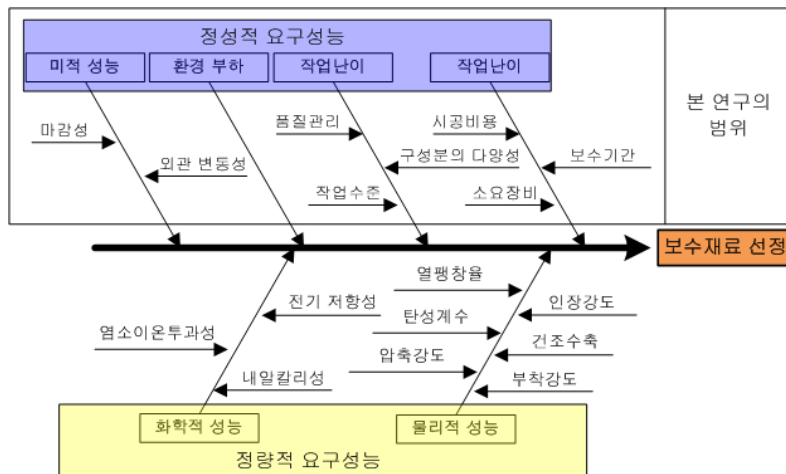 정성적 요구성능
미적 성능
환경 부하
작업난이
작업난이
본 연구의
범위
마감성
외관 변동성
품질관리
구성분의 다양성
작업수준
시공비용
보수기간
소요장비
보수재료 선정
열팽창율
전기 저항성
인장강도
탄성계수
염소이온투과성
건조수축
압축강도
내알칼리성
부착강도
화학적 성능
물리적 성능
정량적 요구성능